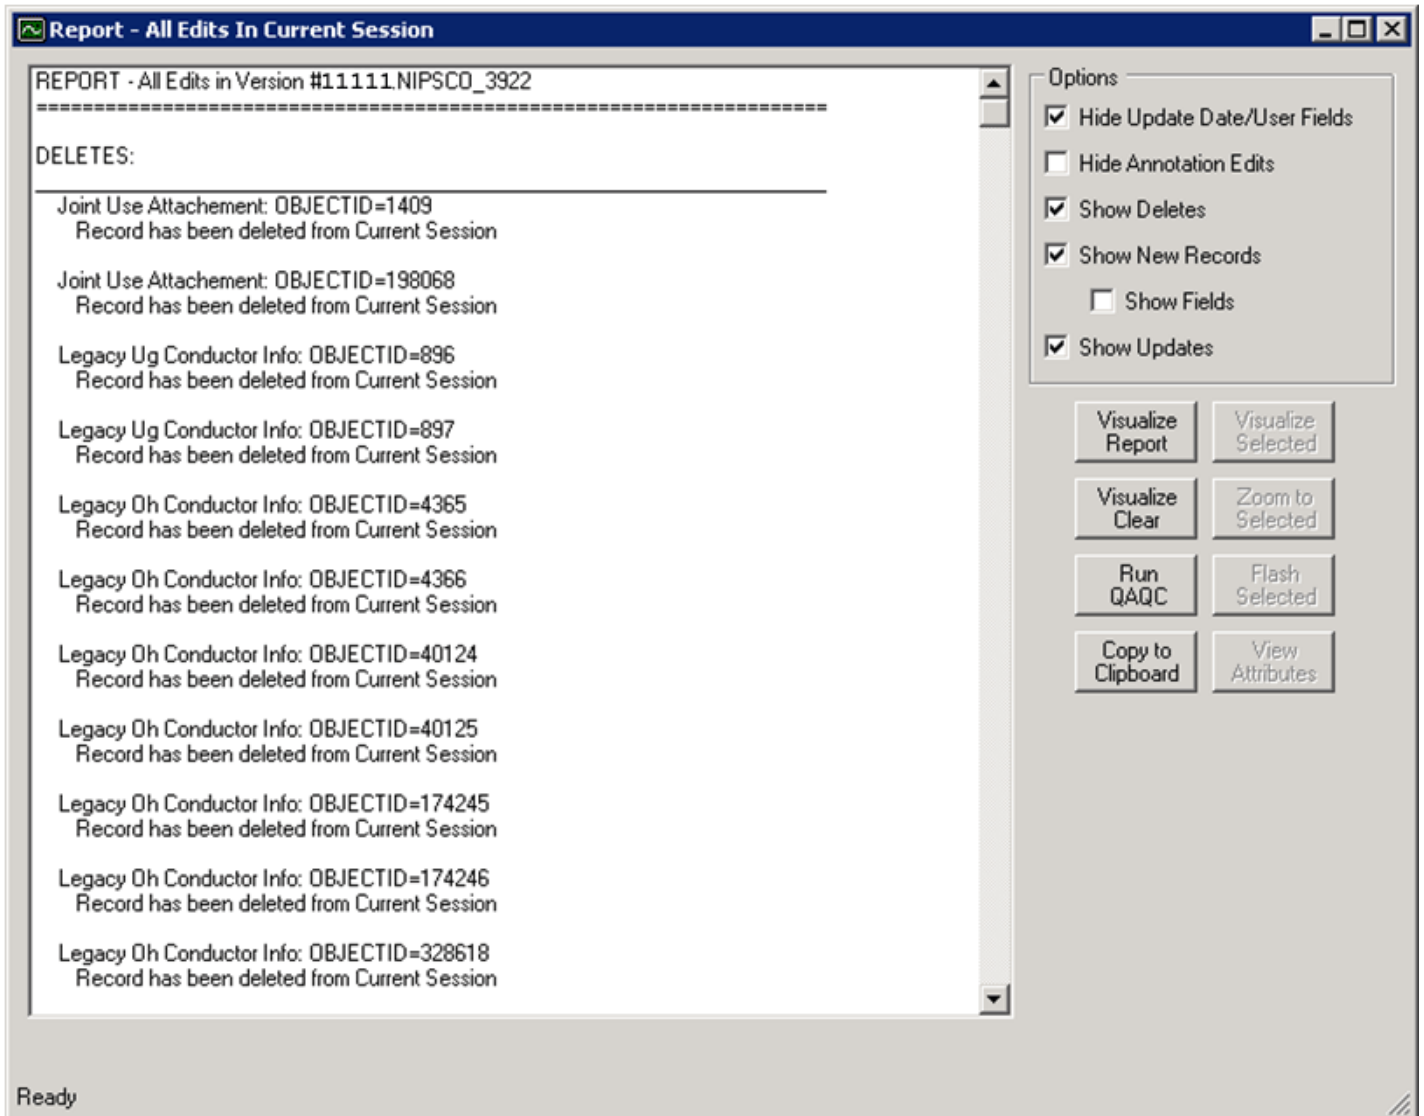 Report - All Edits In Current Session
REPORT - All Edits in Version #11111.NIPSCO_3922
=====================================================================
DELETES:
Joint Use Attachement: OBJECTID=1409
Record has been deleted from Current Session
Joint Use Attachement: OBJECTID=198068
Record has been deleted from Current Session
Legacy Ug Conductor Info: OBJECTID=896
Record has been deleted from Current Session
Legacy Ug Conductor Info: OBJECTID=897
Record has been deleted from Current Session
Legacy Oh Conductor Info: OBJECTID=4365
Record has been deleted from Current Session
Legacy Oh Conductor Info: OBJECTID=4366
Record has been deleted from Current Session
Legacy Oh Conductor Info: OBJECTID=40124
Record has been deleted from Current Session
Legacy Oh Conductor Info: OBJECTID=40125
Record has been deleted from Current Session
Legacy Oh Conductor Info: OBJECTID=174245
Record has been deleted from Current Session
Legacy Oh Conductor Info: OBJECTID=174246
Record has been deleted from Current Session
Legacy Oh Conductor Info: OBJECTID=328618
Record has been deleted from Current Session
Options
Hide Update Date/User Fields
Hide Annotation Edits
Show Deletes
Show New Records
Show Fields
Show Updates
Visualize
Report
Visualize
Selected
Visualize
Clear
Zoom to
Selected
Run
QAQC
Flash
Selected
Copy to
Clipboard
View
Attributes
Ready